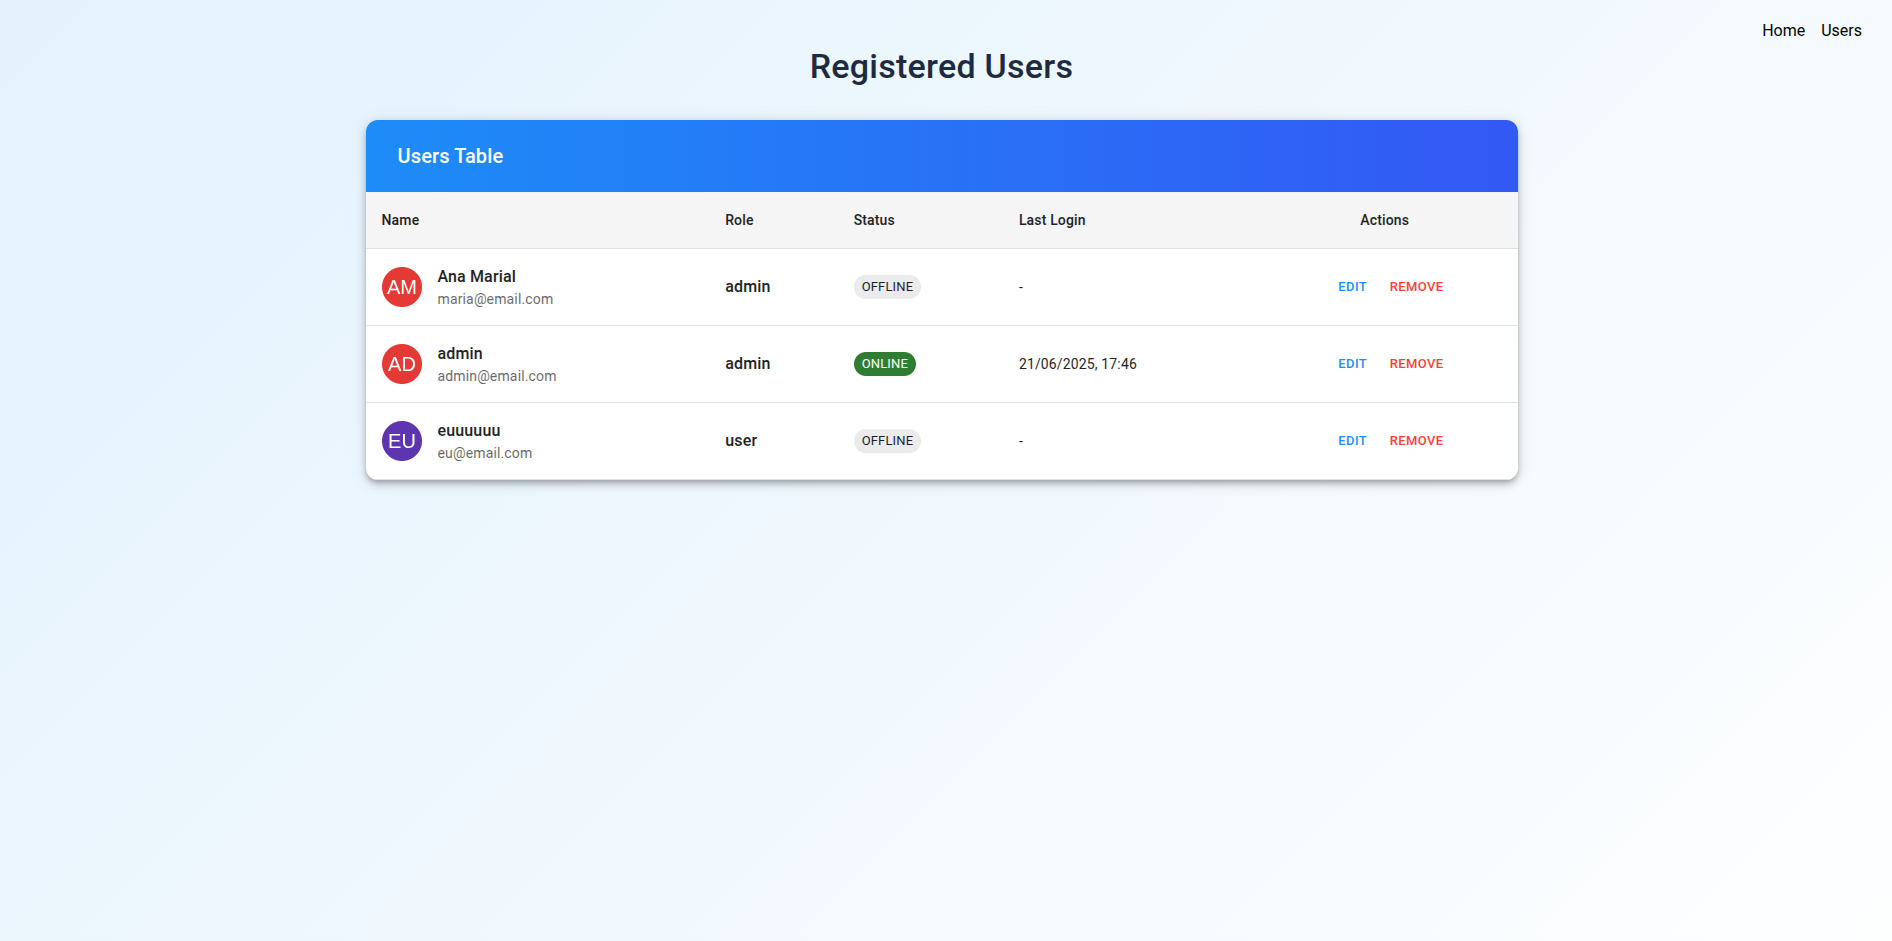 Home Users
Registered Users
Users Table
Name Role Status Last Login Actions
AM Ana Marial admin OFFLINE - EDIT REMOVE
maria@email.com
AD admin admin ONLINE 21/06/2025, 17:46 EDIT REMOVE
admin@email.com
EU euuuuuu user OFFLINE - EDIT REMOVE
eu@email.com